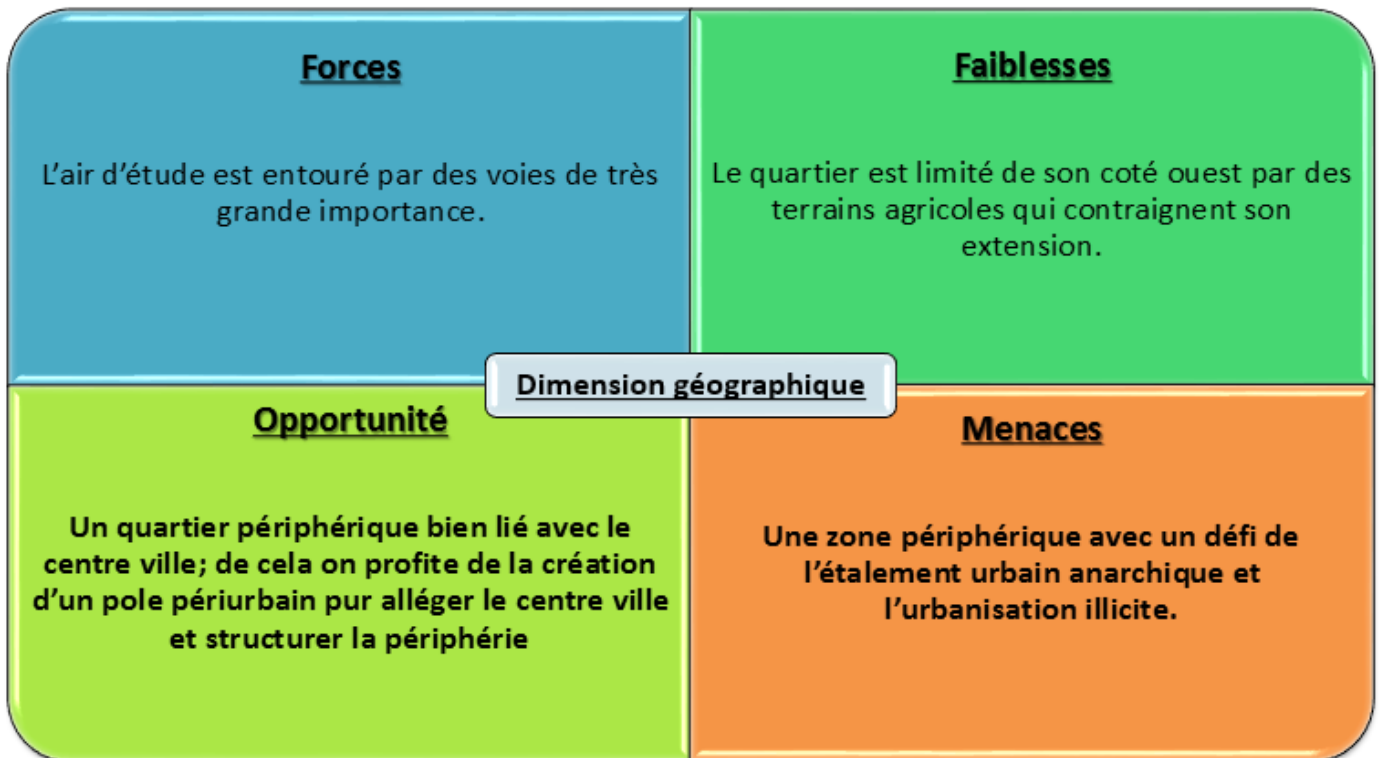 Forces
L'air d'étude est entouré par des voies de très
grande importance.
Faiblesses
Le quartier est limité de son coté ouest par des
terrains agricoles qui contraignent son
extension.
Dimension géographique
Opportunité
Un quartier périphérique bien lié avec le
centre ville; de cela on profite de la création
d'un pole périurbain pur alléger le centre ville
et structurer la périphérie
Menaces
Une zone périphérique avec un défi de
l'étalement urbain anarchique et
l'urbanisation illicite.